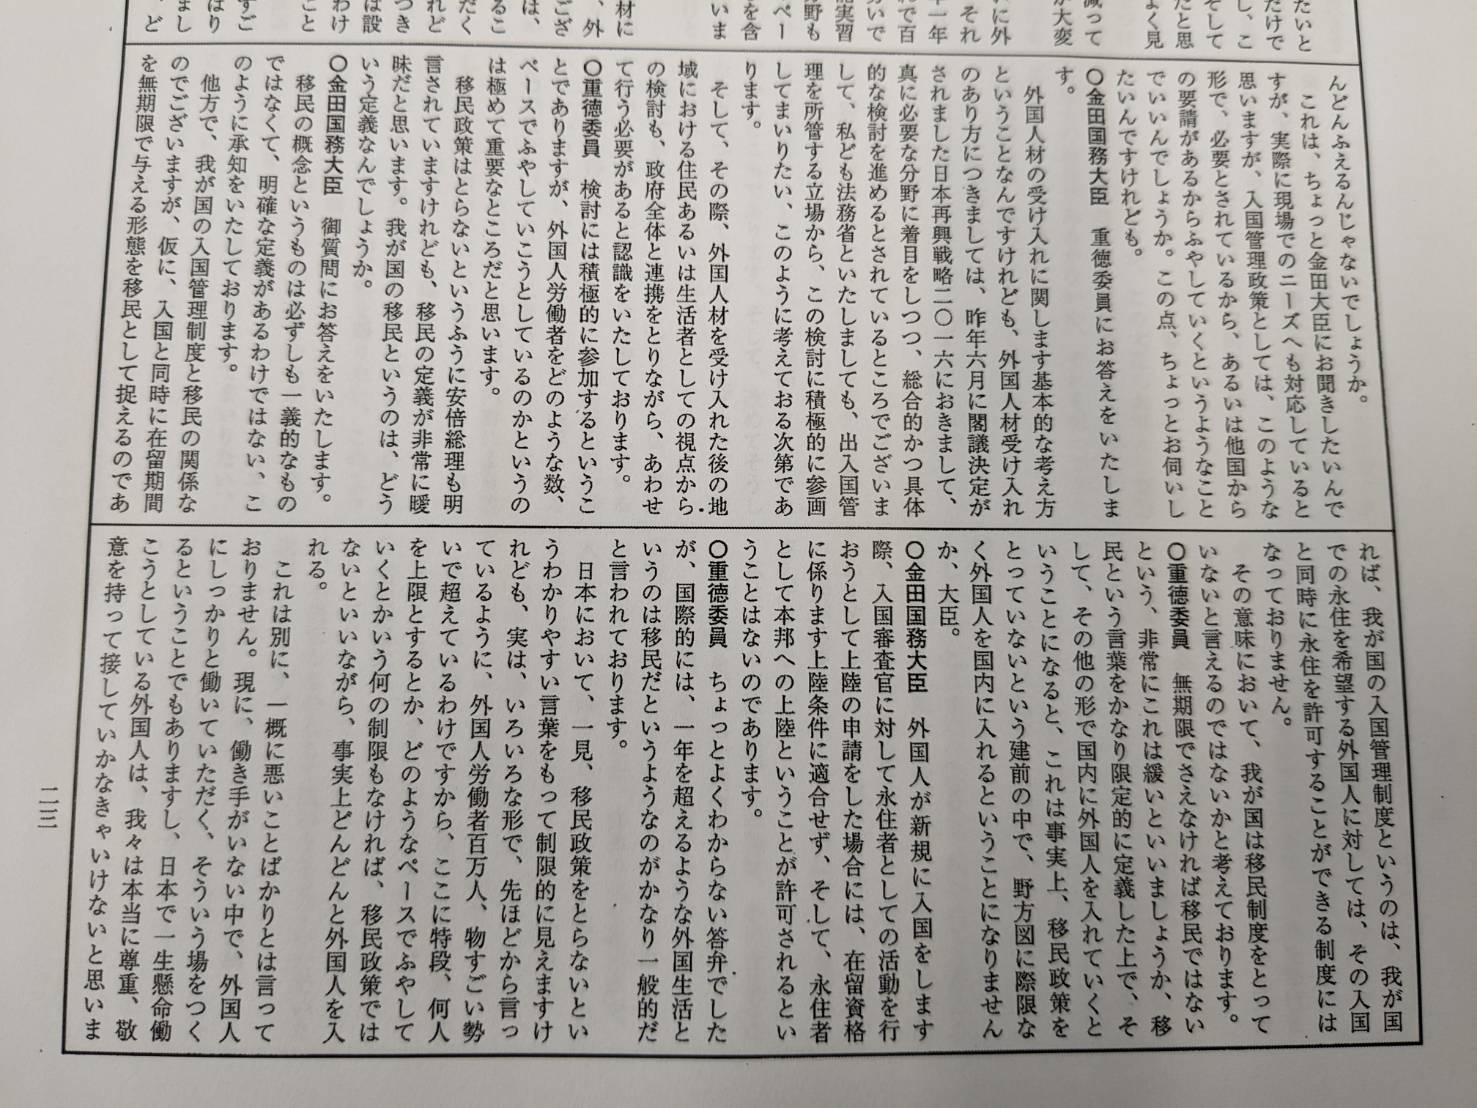 たいと
だけで
し、こ
そして
だと思
よく見
減って
が大変
に外
それ
年一年
れで百
勢いで
能実習
分野も
ペー
を含
いま
材に
、外
ござ
は、
るこ
だく
れど
つき
は設
わけ
こと
すご
ばり
まし
、ど
んどんふえるんじゃないでしょうか。
これは、ちょっと金田大臣にお聞きしたいんで
すが、実際に現場でのニーズへも対応していると
思いますが、入国管理政策としては、このような
形で、必要とされているから、あるいは他国から
の要請があるからふやしていくというようなこと
でいいんでしょうか。この点、ちょっとお伺いし
たいんですけれども。
○金田国務大臣　重徳委員にお答えをいたしま
す。
外国人材の受け入れに関します基本的な考え方
ということなんですけれども、外国人材受け入れ
のあり方につきましては、昨年六月に閣議決定が
されました日本再興戦略二〇一六におきまして、
真に必要な分野に着目をしつつ、総合的かつ具体
的な検討を進めるとされているところでございま
して、私ども法務省といたしましても、出入国管
理を所管する立場から、この検討に積極的に参画
してまいりたい、このように考えておる次第であ
ります。
そして、その際、外国人材を受け入れた後の地
域における住民あるいは生活者としての視点から
の検討も、政府全体と連携をとりながら、あわせ
て行う必要があると認識をいたしております。
○重徳委員　検討には積極的に参加するというこ
とでありますが、外国人労働者をどのような数、
ペースでふやしていこうとしているのかというの
は極めて重要なところだと思います。
移民政策はとらないというふうに安倍総理も明
言されていますけれども、移民の定義が非常に曖
昧だと思います。我が国の移民というのは、どう
いう定義なんでしょうか。
○金田国務大臣　御質問にお答えをいたします。
移民の概念というものは必ずしも一義的なもの
ではなくて、明確な定義があるわけではない、こ
のように承知をいたしております。
他方で、我が国の入国管理制度と移民の関係な
のでございますが、仮に、入国と同時に在留期間
を無期限で与える形態を移民として捉えるのであ
れば、我が国の入国管理制度というのは、我が国
での永住を希望する外国人に対しては、その入国
と同時に永住を許可することができる制度には
なっておりません。
その意味において、我が国は移民制度をとって
いないと言えるのではないかと考えております。
○重徳委員　無期限でさえなければ移民ではない
という、非常にこれは緩いといいましょうか、移
民という言葉をかなり限定的に定義した上で、そ
して、その他の形で国内に外国人を入れていくと
いうことになると、これは事実上、移民政策を
とっていないという建前の中で、野方図に際限な
く外国人を国内に入れるということになりません
か、大臣。
○金田国務大臣　外国人が新規に入国をします
際、入国審査官に対して永住者としての活動を行
おうとして上陸の申請をした場合には、在留資格
に係ります上陸条件に適合せず、そして、永住者
として本邦への上陸ということが許可されるとい
うことはないのであります。
○重徳委員　ちょっとよくわからない答弁でした
が、国際的には、一年を超えるような外国生活と
いうのは移民だというようなのがかなり一般的だ
と言われております。
日本において、一見、移民政策をとらないとい
うわかりやすい言葉をもって制限的に見えますけ
れども、実は、いろいろな形で、先ほどから言っ
ているように、外国人労働者百万人、物すごい勢
いで超えているわけですから、ここに特段、何人
を上限とするとか、どのようなペースでふやして
いくとかいう何の制限もなければ、移民政策では
ないといいながら、事実上どんどんと外国人を入
れる。
これは別に、一概に悪いことばかりとは言って
おりません。現に、働き手がいない中で、外国人
にしっかりと働いていただく、そういう場をつく
るということでもありますし、日本で一生懸命働
こうとしている外国人は、我々は本当に尊重、敬
意を持って接していかなきゃいけないと思いま
二三